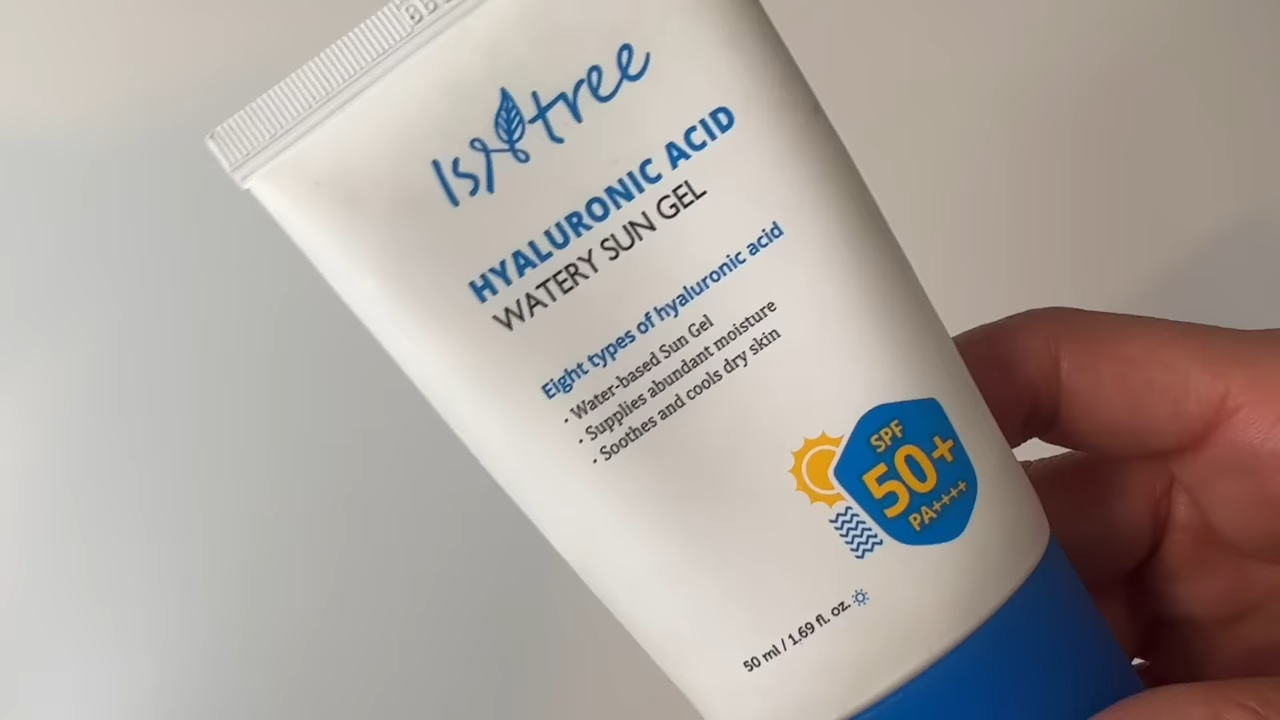 Isntree
HYALURONIC ACID
WATERY SUN GEL
Eight types of hyaluronic acid
· Water-based Sun Gel
· Supplies abundant moisture
· Soothes and cools dry skin
SPF
50+
PA++++
50 ml / 1.69 fl. oz.